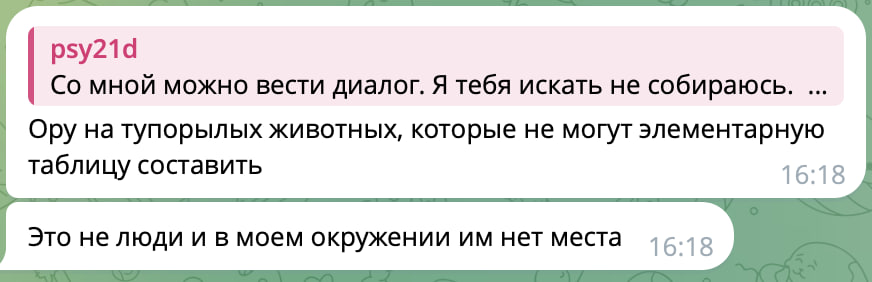 psy21d
Со мной можно вести диалог. Я тебя искать не собираюсь. ...
Ору на тупорылых животных, которые не могут элементарную
таблицу составить
16:18
Это не люди и в моем окружении им нет места
16:18